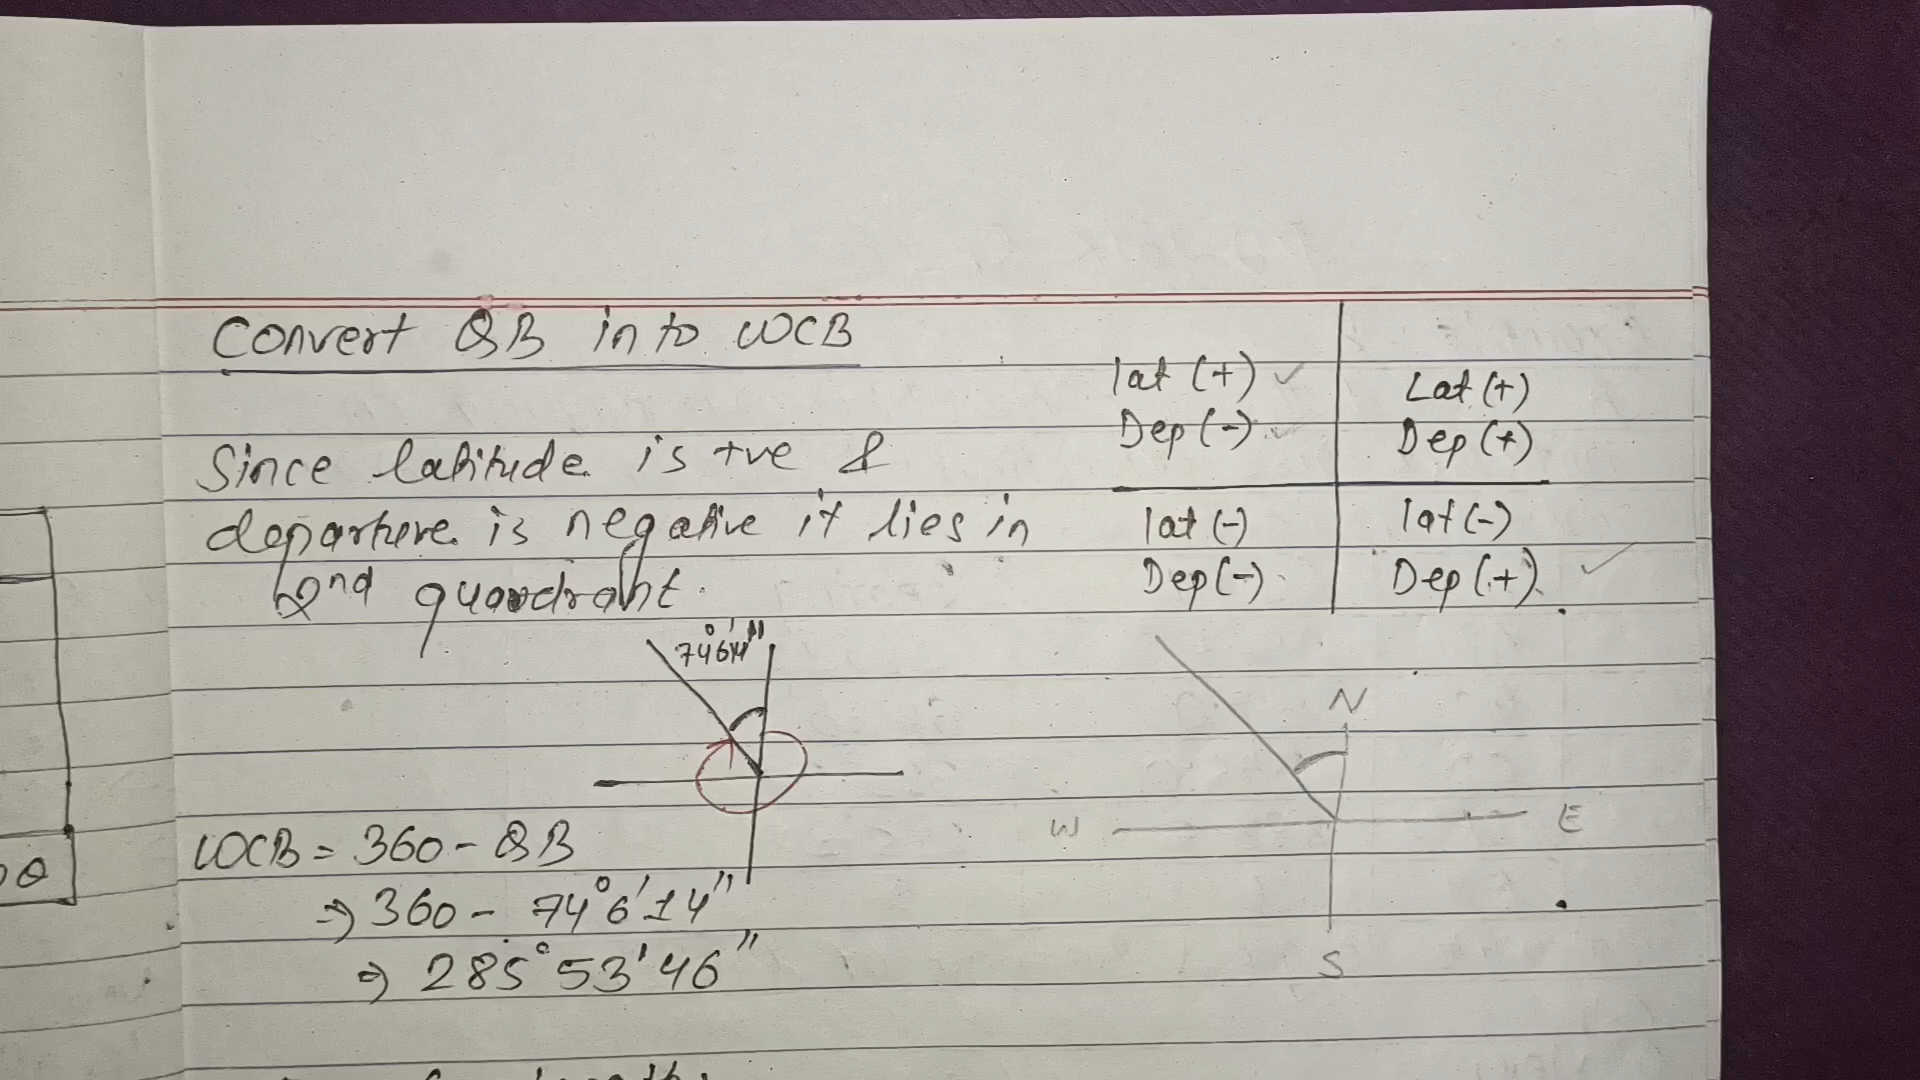 Convert QB in to WCB
lat (+) ✓
Dep (-) ✓
Lat (+)
Dep (+)
lat (-)
Dep (-)
lat (-)
Dep (+) ✓
Since latitude is +ve &
departure is negative it lies in
2nd quadrant.
74°6'14"
N
W
E
S
WCB = 360 - QB
⇒ 360 - 74°6'14"
⇒ 285°53'46"
θ